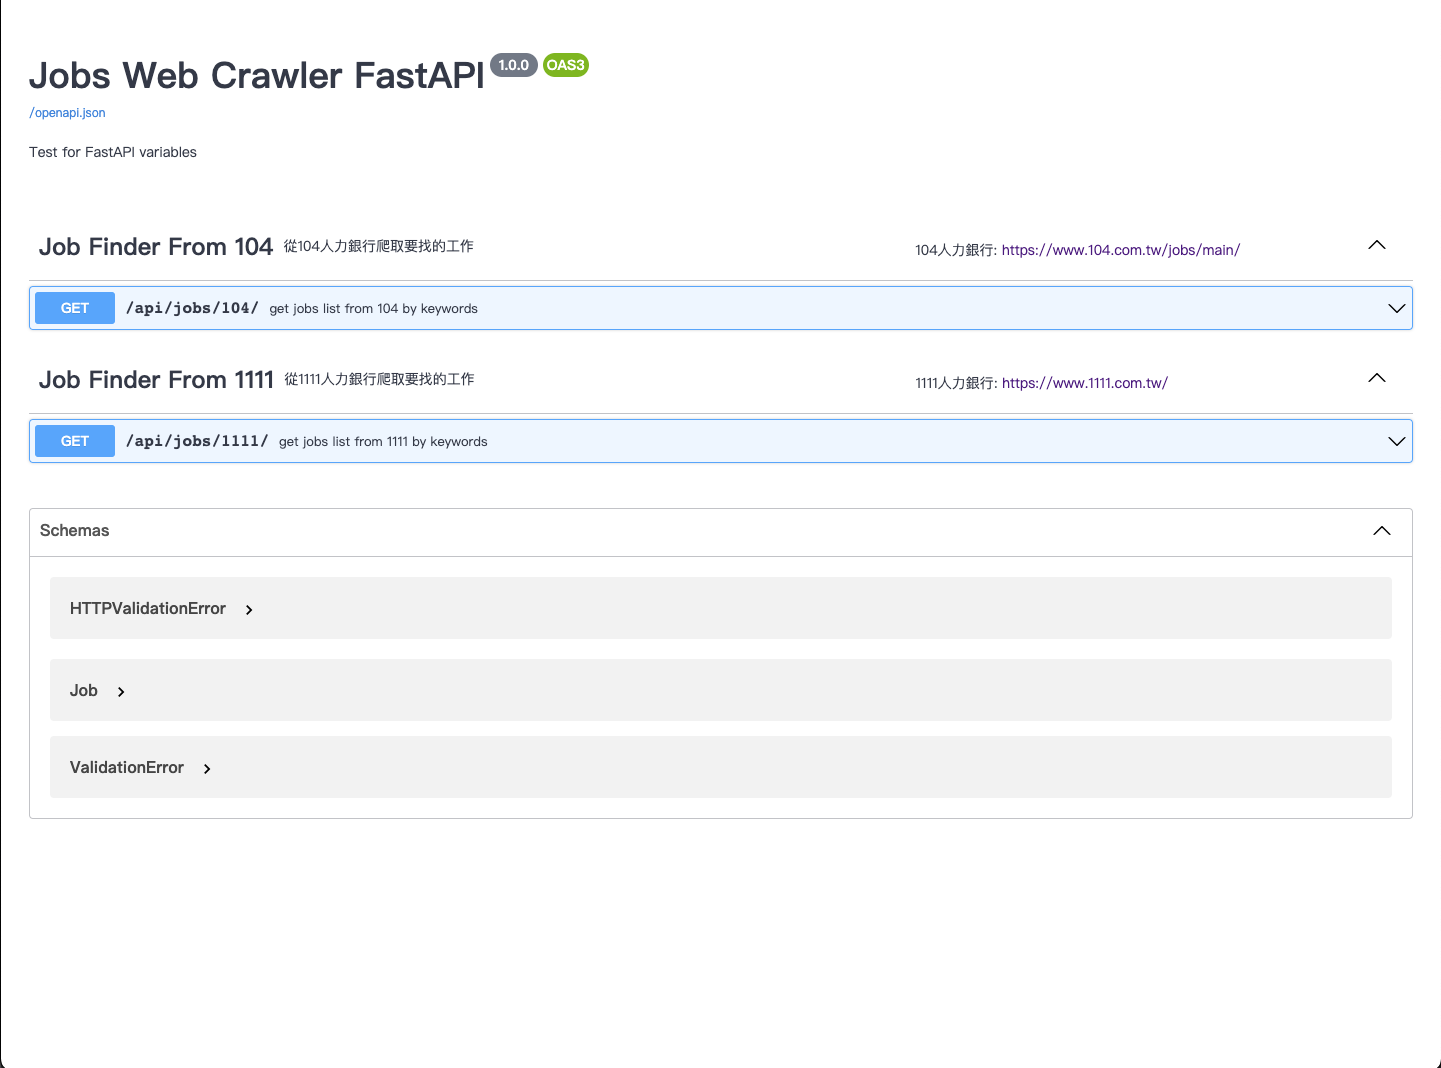 Jobs Web Crawler FastAPI 1.0.0 OAS3
/openapi.json
Test for FastAPI variables
Job Finder From 104 從104人力銀行爬取要找的工作 104人力銀行: https://www.104.com.tw/jobs/main/
GET /api/jobs/104/ get jobs list from 104 by keywords
Job Finder From 1111 從1111人力銀行爬取要找的工作 1111人力銀行: https://www.1111.com.tw/
GET /api/jobs/1111/ get jobs list from 1111 by keywords
Schemas
HTTPValidationError
Job
ValidationError